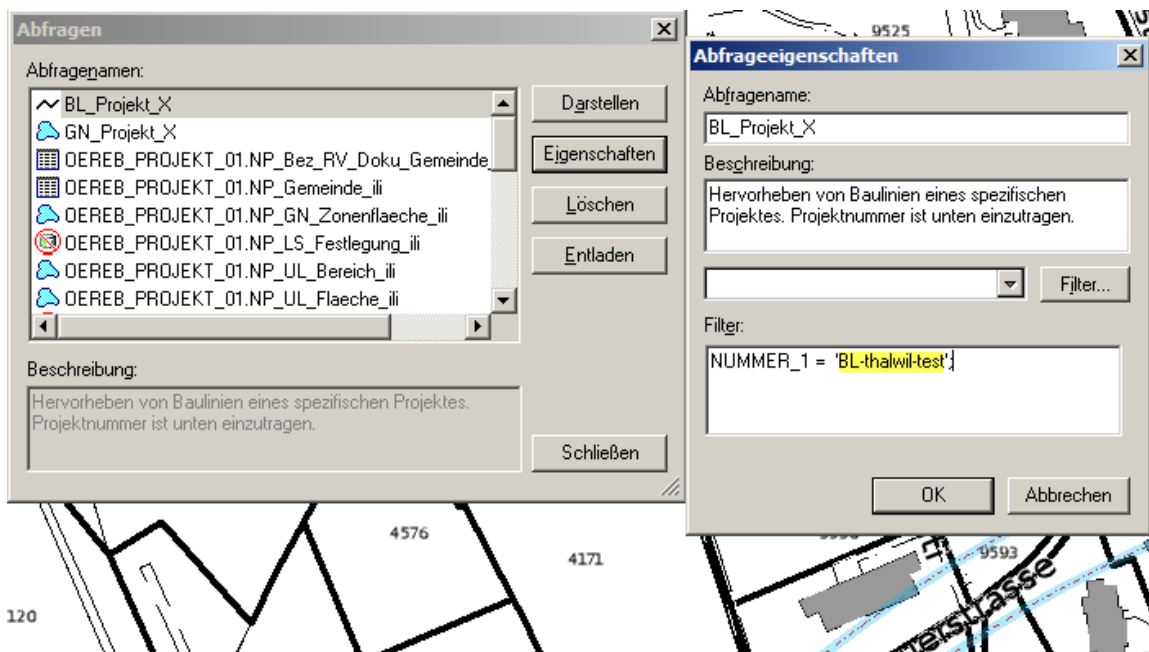 Abfragen
Abfragenamen:
BL_Projekt_X
GN_Projekt_X
OEREB_PROJEKT_01.NP_Bez_RV_Doku_Gemeinde_
OEREB_PROJEKT_01.NP_Gemeinde_ili
OEREB_PROJEKT_01.NP_GN_Zonenflaeche_ili
OEREB_PROJEKT_01.NP_LS_Festlegung_ili
OEREB_PROJEKT_01.NP_UL_Bereich_ili
OEREB_PROJEKT_01.NP_UL_Flaeche_ili
Darstellen
Eigenschaften
Löschen
Entladen
Beschreibung:
Hervorheben von Baulinien eines spezifischen Projektes.
Projektnummer ist unten einzutragen.
Schließen
9525
Abfrageeigenschaften
Abfragename:
BL_Projekt_X
Beschreibung:
Hervorheben von Baulinien eines spezifischen
Projektes. Projektnummer ist unten einzutragen.
Filter...
Filter:
NUMMER_1 = 'BL-thalwil-test';
OK
Abbrechen
4576
4171
9593
120